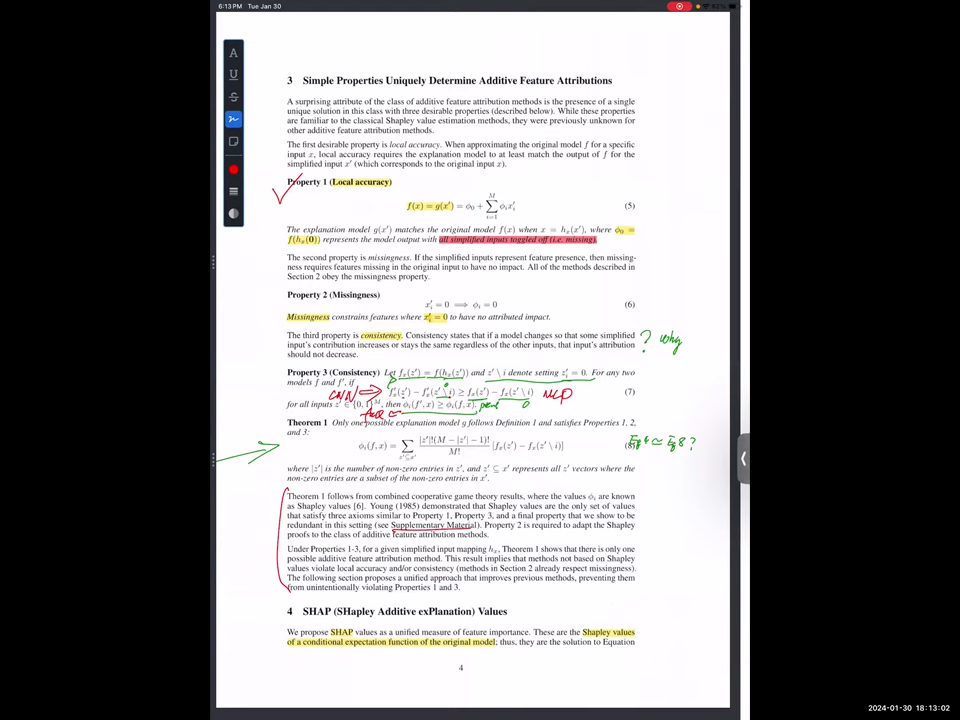 6:13PM Tue Jan 30
3 Simple Properties Uniquely Determine Additive Feature Attributions
A surprising attribute of the class of additive feature attribution methods is the presence of a single
unique solution in this class with three desirable properties (described below). While these properties
are familiar to the classical Shapley value estimation methods, they were previously unknown for
other additive feature attribution methods.
The first desirable property is local accuracy. When approximating the original model f for a specific
input x, local accuracy requires the explanation model to at least match the output of f for the
simplified input x′ (which corresponds to the original input x).
Property 1 (Local accuracy)
f(x) = g(x′) = ϕ0 + ∑_{i=1}^{M} ϕi x′i (5)
The explanation model g(x′) matches the original model f(x) when x = hx(x′), where ϕ0 =
f(hx(0)) represents the model output with all simplified inputs toggled off (i.e. missing).
The second property is missingness. If the simplified inputs represent feature presence, then missing-
ness requires features missing in the original input to have no impact. All of the methods described in
Section 2 obey the missingness property.
Property 2 (Missingness)
x′i = 0 ⟹ ϕi = 0 (6)
Missingness constrains features where x′i = 0 to have no attributed impact.
The third property is consistency. Consistency states that if a model changes so that some simplified
input's contribution increases or stays the same regardless of the other inputs, that input's attribution
should not decrease.
? why
Property 3 (Consistency) Let fx(z′) = f(hx(z′)) and z′ \ i denote setting z′i = 0. For any two
models f and f′, if
CNN ⇒ f′x(z′) − f′x(z′ \ i) ≥ fx(z′) − fx(z′ \ i) MLP (7)
for all inputs z′ ∈ {0, 1}^M, then ϕi(f′, x) ≥ ϕi(f, x).
Theorem 1 Only one possible explanation model g follows Definition 1 and satisfies Properties 1, 2,
and 3:
ϕi(f, x) = ∑_{z′⊆x′} |z′|!(M − |z′| − 1)! / M! [fx(z′) − fx(z′ \ i)] (8)
≃ Eq 8?
where |z′| is the number of non-zero entries in z′, and z′ ⊆ x′ represents all z′ vectors where the
non-zero entries are a subset of the non-zero entries in x′.
Theorem 1 follows from combined cooperative game theory results, where the values ϕi are known
as Shapley values [6]. Young (1985) demonstrated that Shapley values are the only set of values
that satisfy three axioms similar to Property 1, Property 3, and a final property that we show to be
redundant in this setting (see Supplementary Material). Property 2 is required to adapt the Shapley
proofs to the class of additive feature attribution methods.
Under Properties 1-3, for a given simplified input mapping hx, Theorem 1 shows that there is only one
possible additive feature attribution method. This result implies that methods not based on Shapley
values violate local accuracy and/or consistency (methods in Section 2 already respect missingness).
The following section proposes a unified approach that improves previous methods, preventing them
from unintentionally violating Properties 1 and 3.
4 SHAP (SHapley Additive exPlanation) Values
We propose SHAP values as a unified measure of feature importance. These are the Shapley values
of a conditional expectation function of the original model; thus, they are the solution to Equation
4
2024-01-30 18:13:02